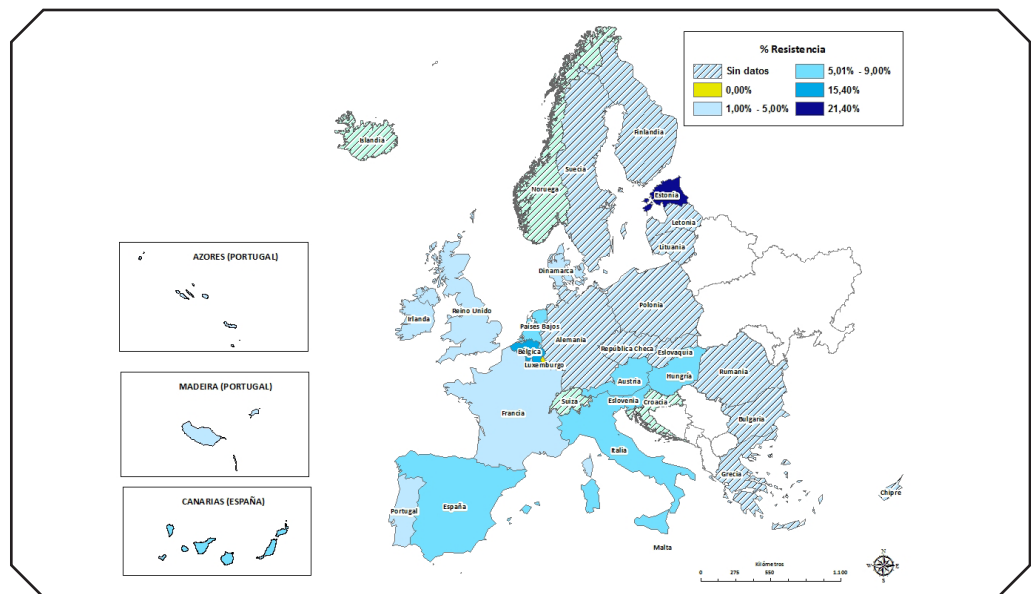 % Resistencia
Sin datos
0,00%
1,00% - 5,00%
5,01% - 9,00%
15,40%
21,40%
Islandia
Finlandia
Suecia
Noruega
Estonia
Letonia
Lituania
AZORES (PORTUGAL)
Dinamarca
Reino Unido
Irlanda
Polonia
Países Bajos
Alemania
Bélgica
República Checa
Eslovaquia
Luxemburgo
Rumania
Hungría
Austria
MADEIRA (PORTUGAL)
Suiza
Eslovenia
Croacia
Francia
Bulgaria
Italia
Grecia
Chipre
CANARIAS (ESPAÑA)
España
Portugal
Malta
Kilómetros
0 275 550 1.100
N
W E
S